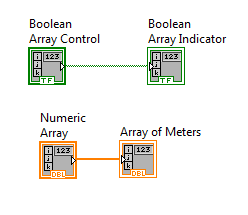 Boolean
Array Control
Boolean
Array Indicator
i
j
k
123
TF
i
j
k
123
TF
Numeric
Array
Array of Meters
i
j
k
123
DBL
i
j
k
123
DBL